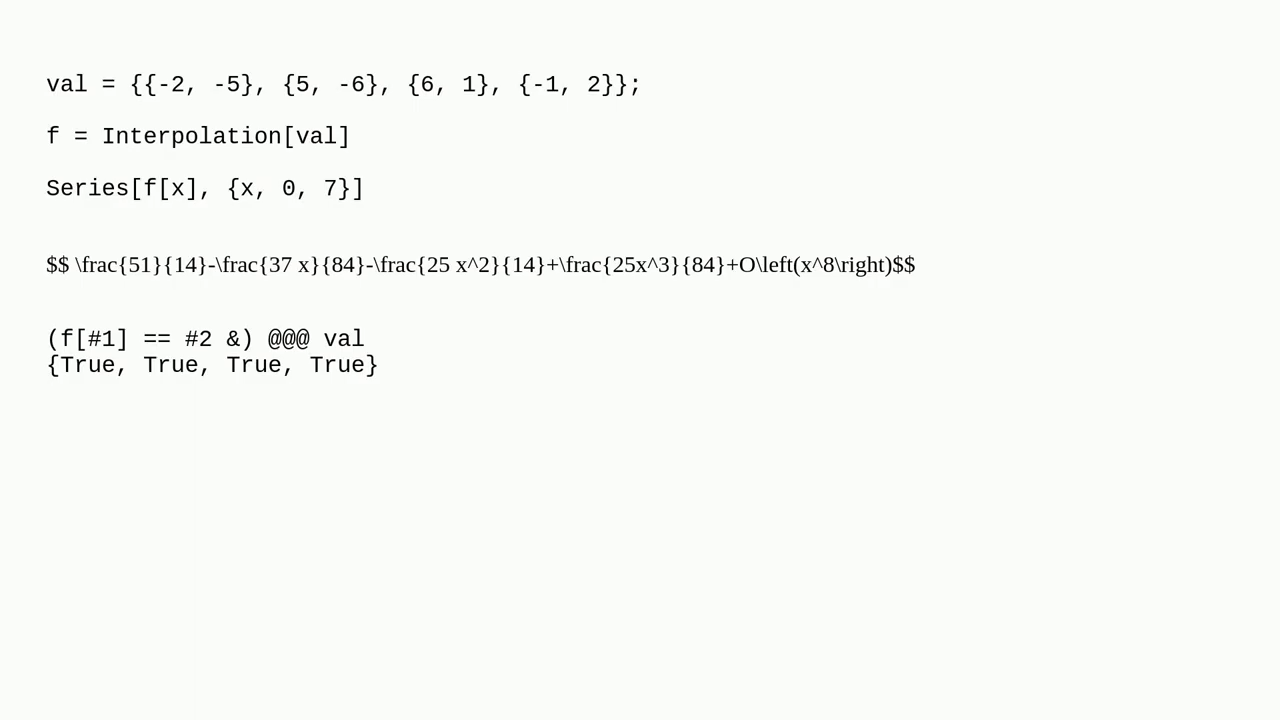 val = {{-2, -5}, {5, -6}, {6, 1}, {-1, 2}};
f = Interpolation[val]
Series[f[x], {x, 0, 7}]
$$ \frac{51}{14}-\frac{37 x}{84}-\frac{25 x^2}{14}+\frac{25x^3}{84}+O\left(x^8\right)$$
(f[#1] == #2 &) @@@ val
{True, True, True, True}